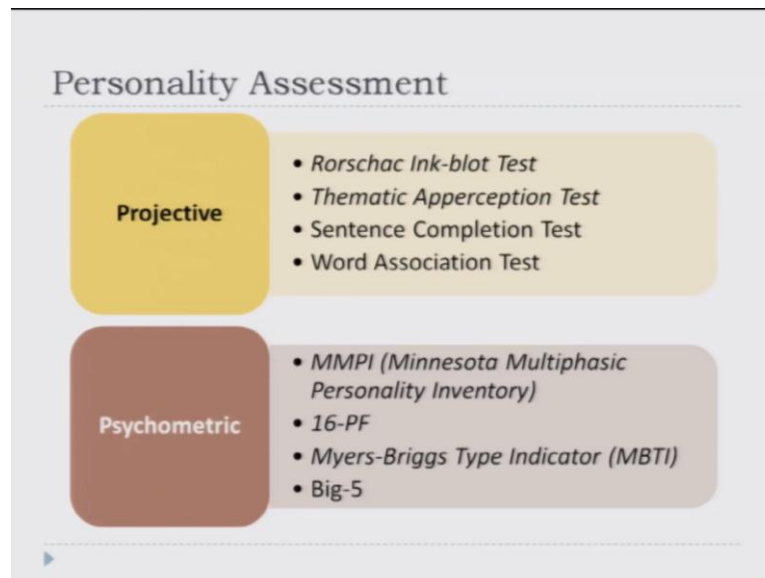 Personality Assessment
Projective
• Rorschac Ink-blot Test
• Thematic Apperception Test
• Sentence Completion Test
• Word Association Test
Psychometric
• MMPI (Minnesota Multiphasic
Personality Inventory)
• 16-PF
• Myers-Briggs Type Indicator (MBTI)
• Big-5